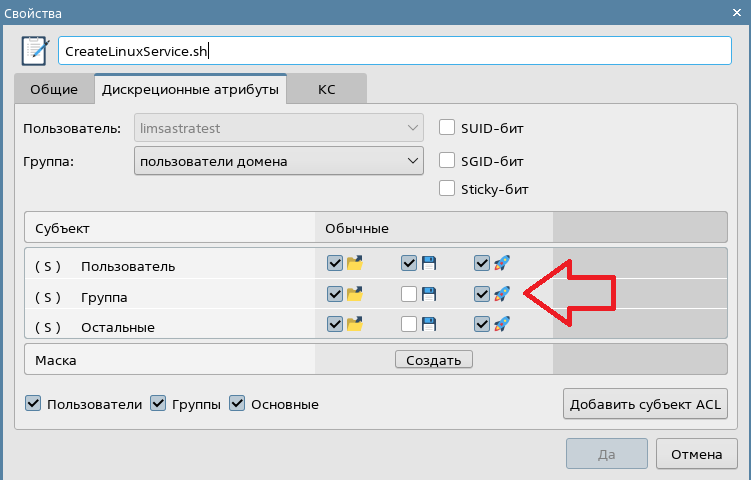 Свойства
CreateLinuxService.sh
Общие Дискреционные атрибуты КС
Пользователь: limsastratest SUID-бит
Группа: пользователи домена SGID-бит
Sticky-бит
Субъект Обычные
( S ) Пользователь
( S ) Группа
( S ) Остальные
Маска Создать
Пользователи Группы Основные Добавить субъект ACL
Да Отмена